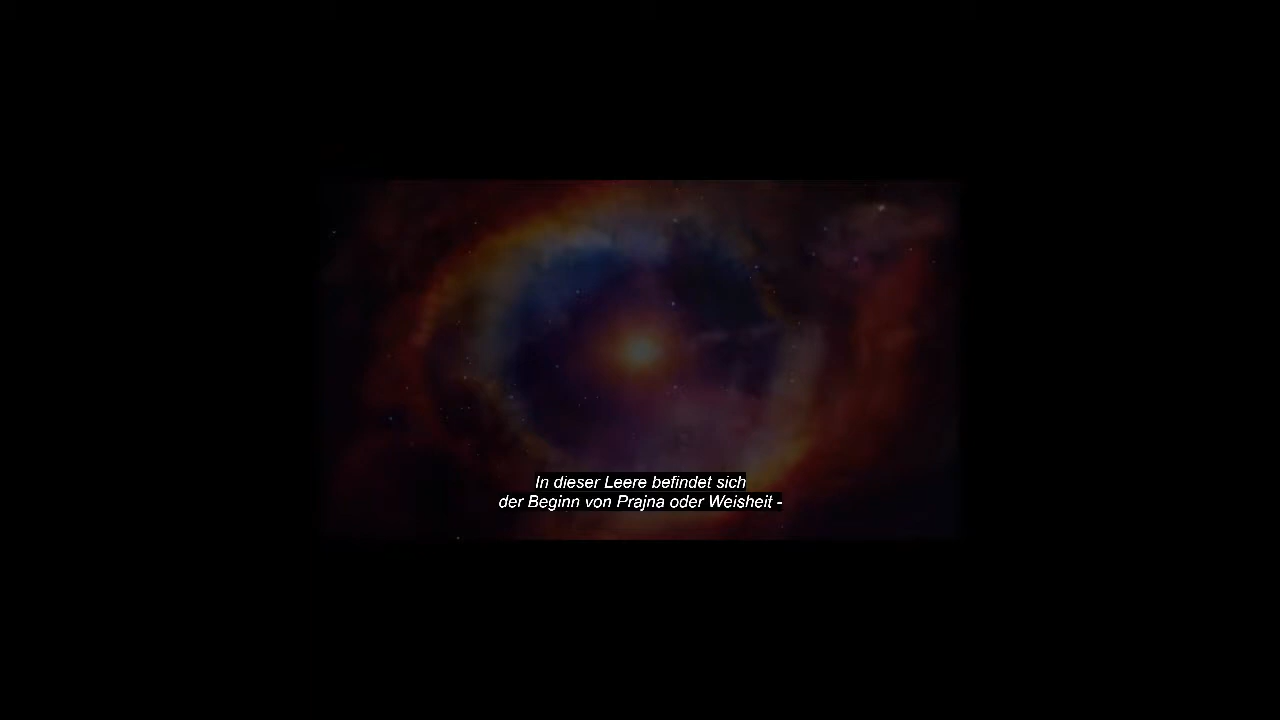 In dieser Leere befindet sich
der Beginn von Prajna oder Weisheit -